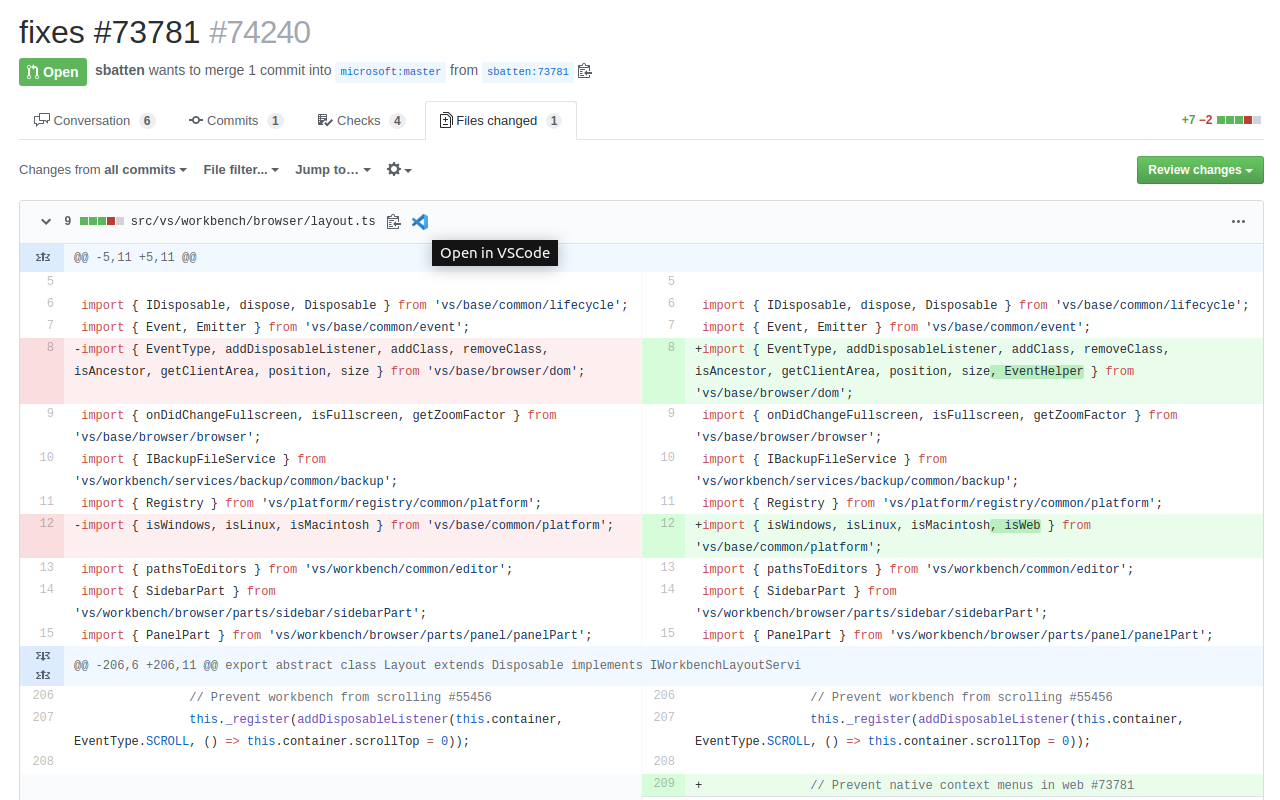 fixes #73781 #74240
Open sbatten wants to merge 1 commit into microsoft:master from sbatten:73781
Conversation 6 Commits 1 Checks 4 Files changed 1 +7 −2
Changes from all commits File filter... Jump to… Review changes
9 src/vs/workbench/browser/layout.ts
Open in VSCode
@@ -5,11 +5,11 @@
5 5
6 import { IDisposable, dispose, Disposable } from 'vs/base/common/lifecycle'; 6 import { IDisposable, dispose, Disposable } from 'vs/base/common/lifecycle';
7 import { Event, Emitter } from 'vs/base/common/event'; 7 import { Event, Emitter } from 'vs/base/common/event';
8 -import { EventType, addDisposableListener, addClass, removeClass, 8 +import { EventType, addDisposableListener, addClass, removeClass,
isAncestor, getClientArea, position, size } from 'vs/base/browser/dom'; isAncestor, getClientArea, position, size, EventHelper } from
'vs/base/browser/dom';
9 import { onDidChangeFullscreen, isFullscreen, getZoomFactor } from 9 import { onDidChangeFullscreen, isFullscreen, getZoomFactor } from
'vs/base/browser/browser'; 'vs/base/browser/browser';
10 import { IBackupFileService } from 10 import { IBackupFileService } from
'vs/workbench/services/backup/common/backup'; 'vs/workbench/services/backup/common/backup';
11 import { Registry } from 'vs/platform/registry/common/platform'; 11 import { Registry } from 'vs/platform/registry/common/platform';
12 -import { isWindows, isLinux, isMacintosh } from 'vs/base/common/platform'; 12 +import { isWindows, isLinux, isMacintosh, isWeb } from
'vs/base/common/platform';
13 import { pathsToEditors } from 'vs/workbench/common/editor'; 13 import { pathsToEditors } from 'vs/workbench/common/editor';
14 import { SidebarPart } from 14 import { SidebarPart } from
'vs/workbench/browser/parts/sidebar/sidebarPart'; 'vs/workbench/browser/parts/sidebar/sidebarPart';
15 import { PanelPart } from 'vs/workbench/browser/parts/panel/panelPart'; 15 import { PanelPart } from 'vs/workbench/browser/parts/panel/panelPart';
@@ -206,6 +206,11 @@ export abstract class Layout extends Disposable implements IWorkbenchLayoutServi
206 // Prevent workbench from scrolling #55456 206 // Prevent workbench from scrolling #55456
207 this._register(addDisposableListener(this.container, 207 this._register(addDisposableListener(this.container,
EventType.SCROLL, () => this.container.scrollTop = 0)); EventType.SCROLL, () => this.container.scrollTop = 0));
208 208
209 + // Prevent native context menus in web #73781